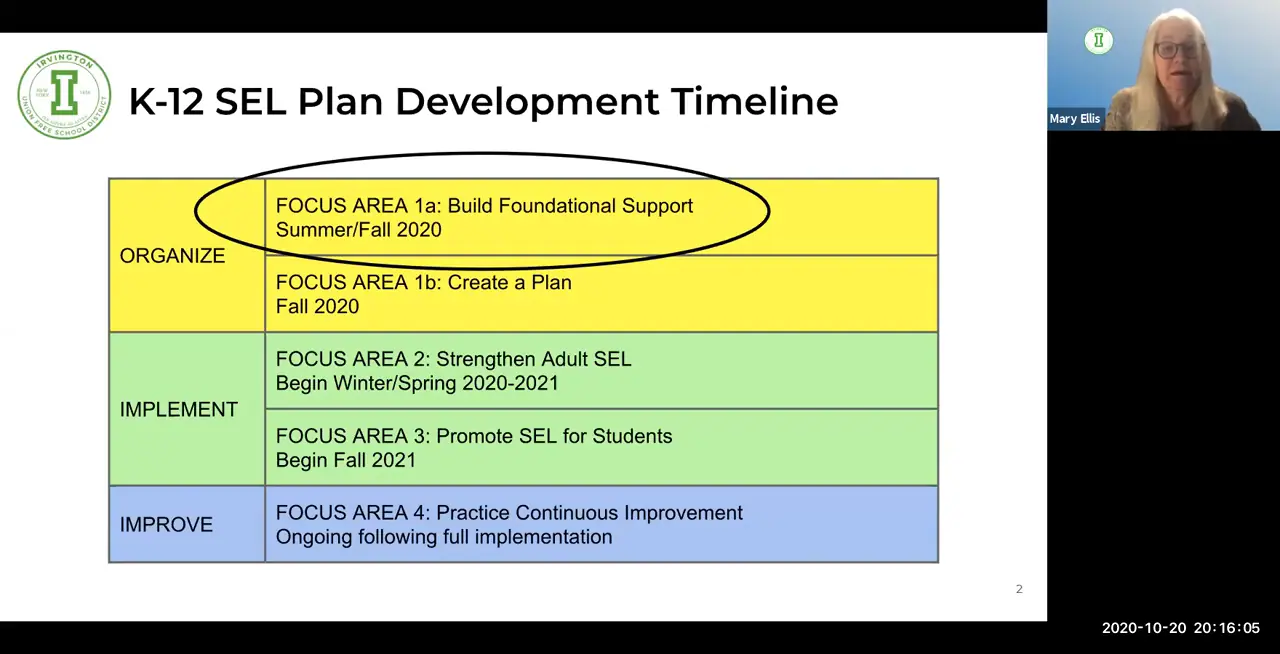 IRVINGTON
UNION FREE SCHOOL DISTRICT
I
K-12 SEL Plan Development Timeline
I
Mary Ellis
ORGANIZE
FOCUS AREA 1a: Build Foundational Support
Summer/Fall 2020
FOCUS AREA 1b: Create a Plan
Fall 2020
IMPLEMENT
FOCUS AREA 2: Strengthen Adult SEL
Begin Winter/Spring 2020-2021
FOCUS AREA 3: Promote SEL for Students
Begin Fall 2021
IMPROVE
FOCUS AREA 4: Practice Continuous Improvement
Ongoing following full implementation
2
2020-10-20 20:16:05